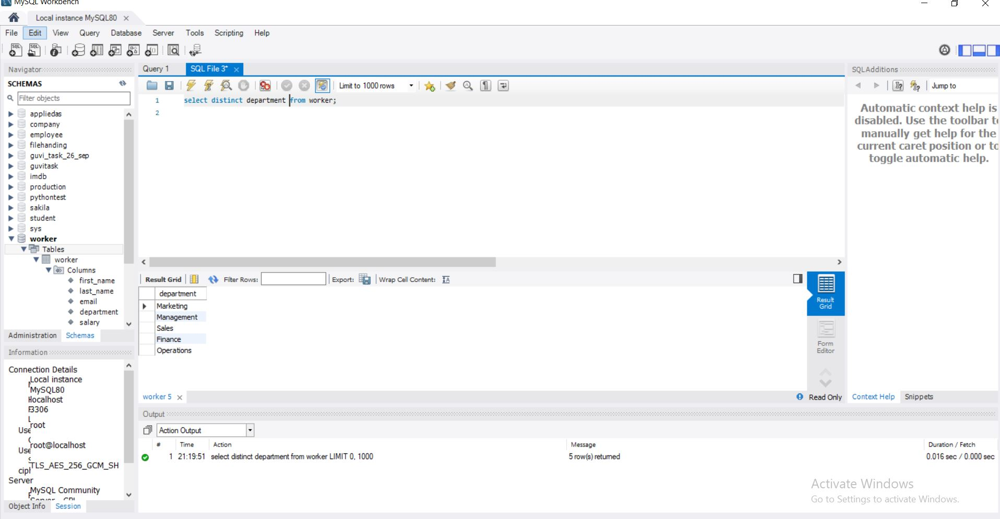 MySQL Workbench
Local instance MySQL80
File Edit View Query Database Server Tools Scripting Help
Navigator
SCHEMAS
Filter objects
appliedas
company
employee
filehanding
guvi_task_26_sep
guvitask
imdb
production
pythontest
sakila
student
sys
worker
Tables
worker
Columns
first_name
last_name
email
department
salary
Administration Schemas
Information
Connection Details
Local instance
MySQL80
localhost
3306
root
Use
root@localhost
Use
TLS_AES_256_GCM_SH
ciph
Server
MySQL Community
Object Info Session
Query 1
SQL File 3*
Limit to 1000 rows
1 select distinct department from worker;
2
Result Grid Filter Rows: Export: Wrap Cell Content:
department
Marketing
Management
Sales
Finance
Operations
Result
Grid
Form
Editor
worker 5
Read Only
SQLAdditions
Jump to
Automatic context help is
disabled. Use the toolbar to
manually get help for the
current caret position or to
toggle automatic help.
Context Help Snippets
Output
Action Output
# Time Action Message Duration / Fetch
1 21:19:51 select distinct department from worker LIMIT 0, 1000 5 row(s) returned 0.016 sec / 0.000 sec
Activate Windows
Go to Settings to activate Windows.